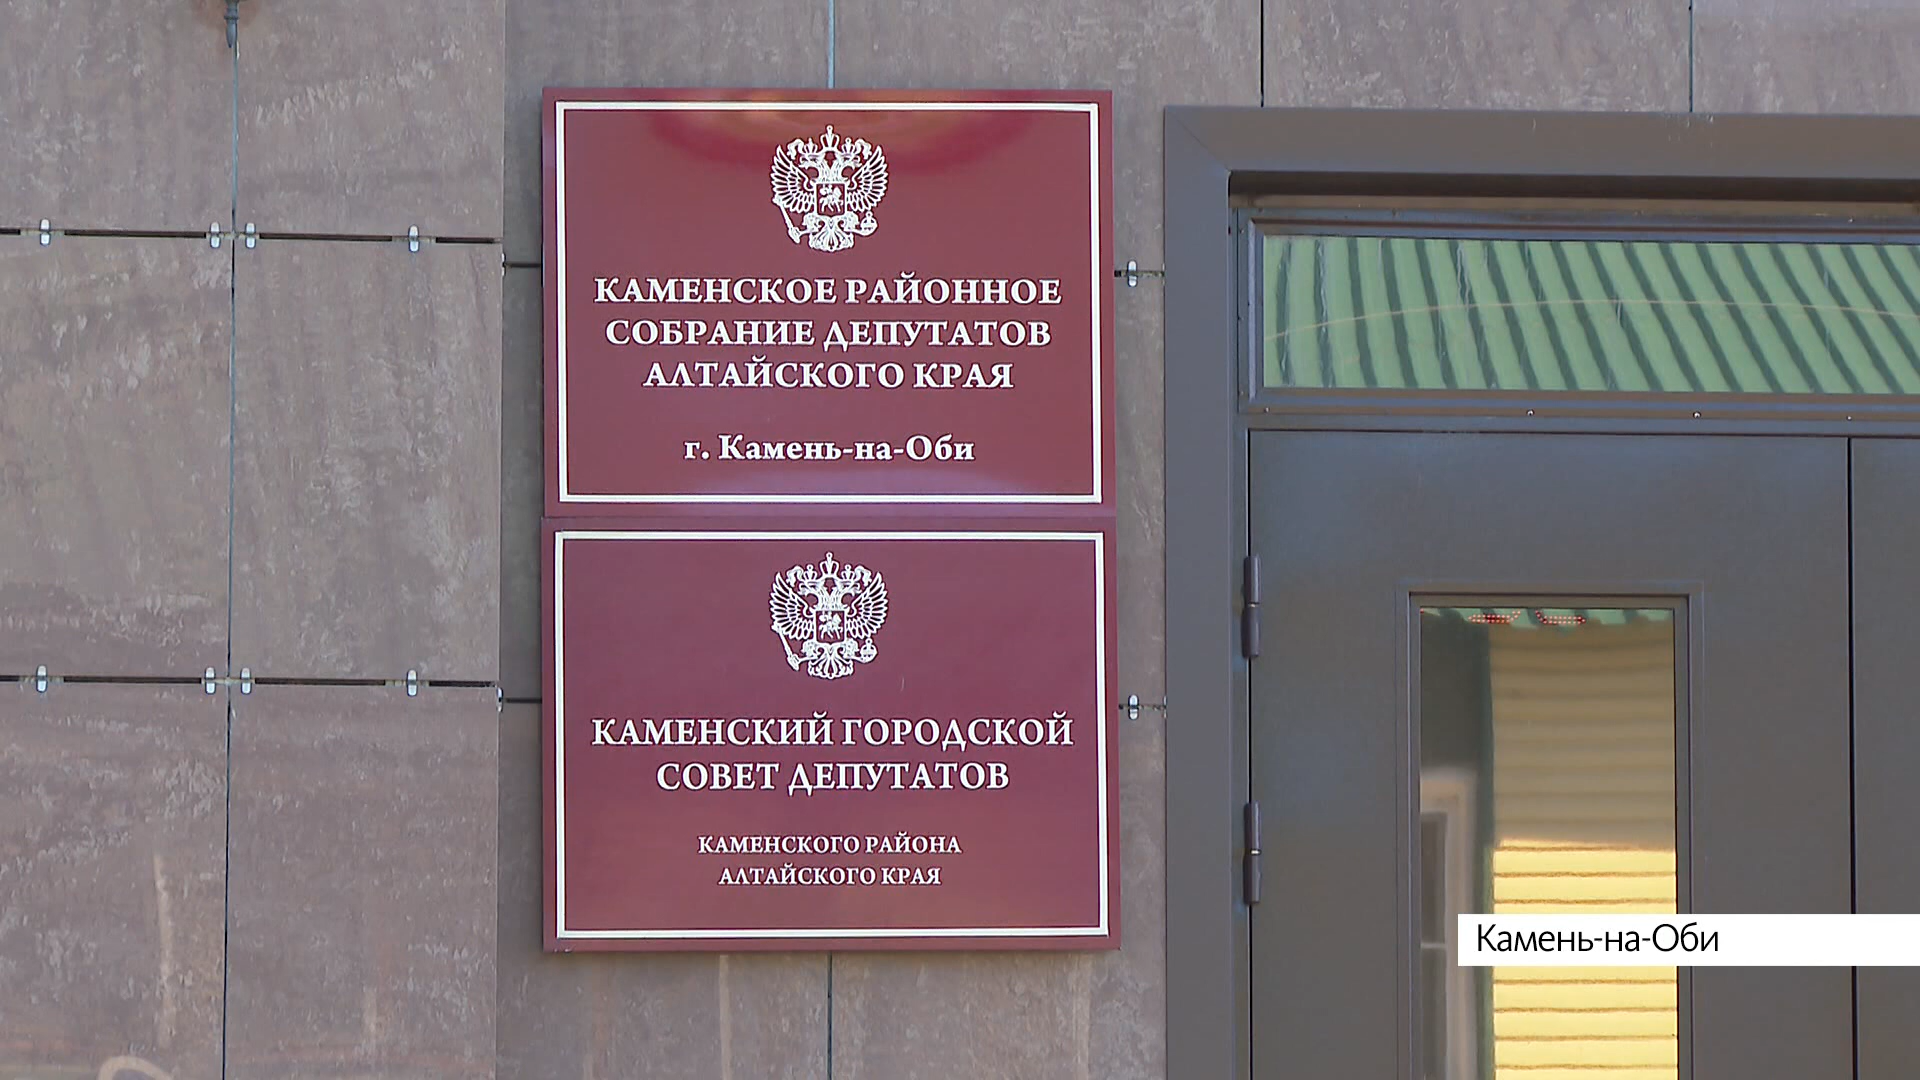 КАМЕНСКОЕ РАЙОННОЕ
СОБРАНИЕ ДЕПУТАТОВ
АЛТАЙСКОГО КРАЯ
г. Камень-на-Оби
КАМЕНСКИЙ ГОРОДСКОЙ
СОВЕТ ДЕПУТАТОВ
КАМЕНСКОГО РАЙОНА
АЛТАЙСКОГО КРАЯ
Камень-на-Оби